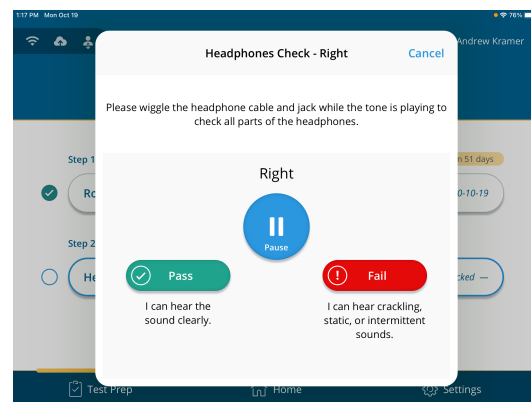 1:17 PM Mon Oct 19
76%
Andrew Kramer
Headphones Check - Right
Cancel
Please wiggle the headphone cable and jack while the tone is playing to
check all parts of the headphones.
Step 1
n 51 days
Ro
0-10-19
Right
Pause
Step 2
He
cked —
Pass
Fail
I can hear the
sound clearly.
I can hear crackling,
static, or intermittent
sounds.
Test Prep
Home
Settings